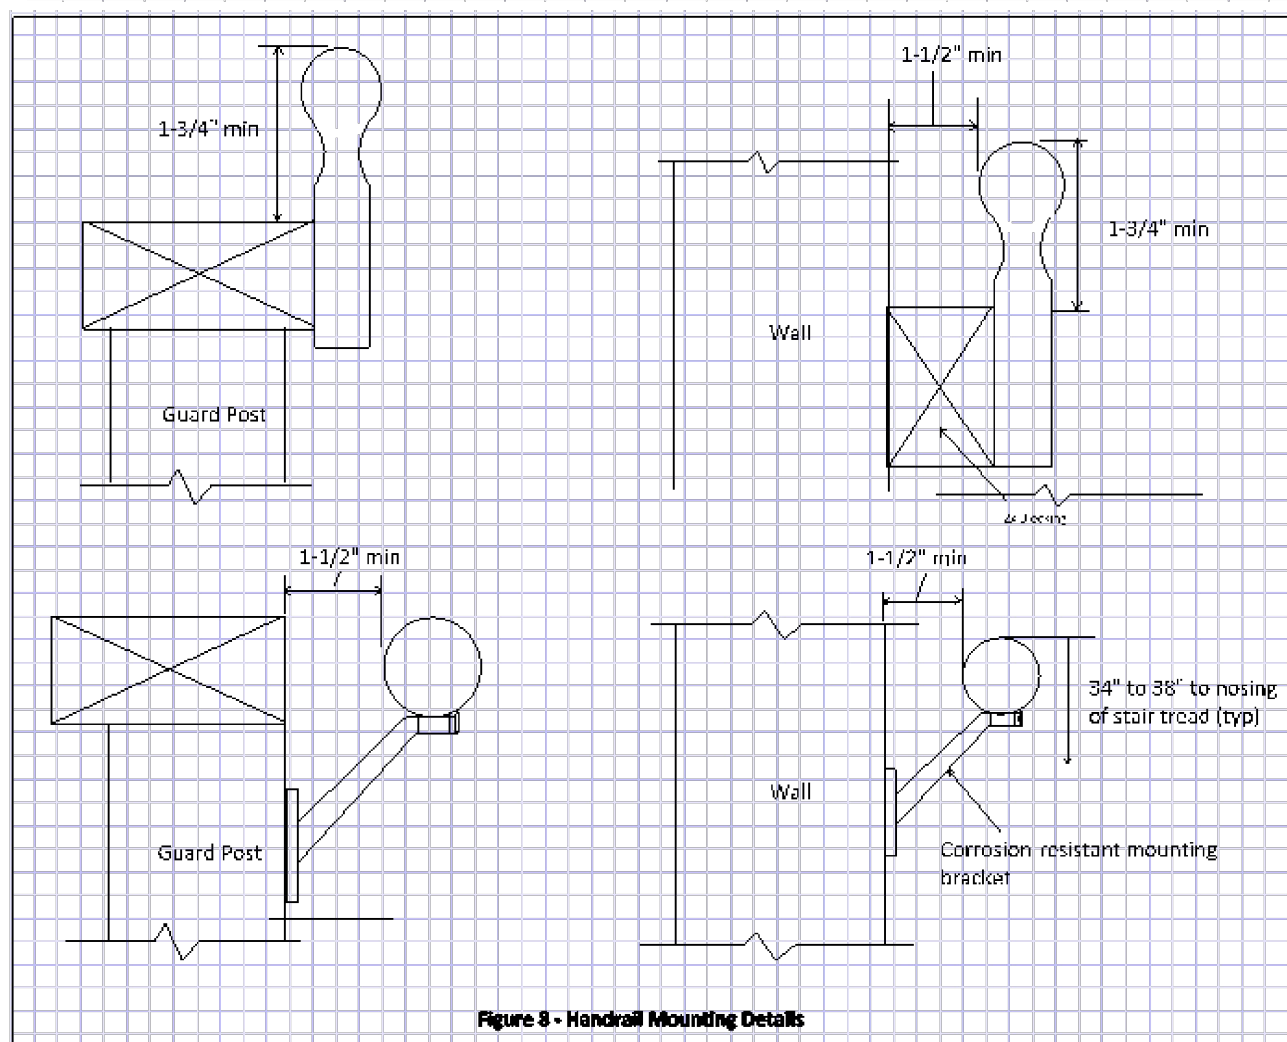 1-1/2" min
1-3/4" min
1-3/4" min
Wall
Guard Post
1-1/2" min
1-1/2" min
34" to 38" to nosing
of stair tread (typ)
Wall
Guard Post
Corrosion resistant mounting
bracket
Figure 8 - Handrail Mounting Details